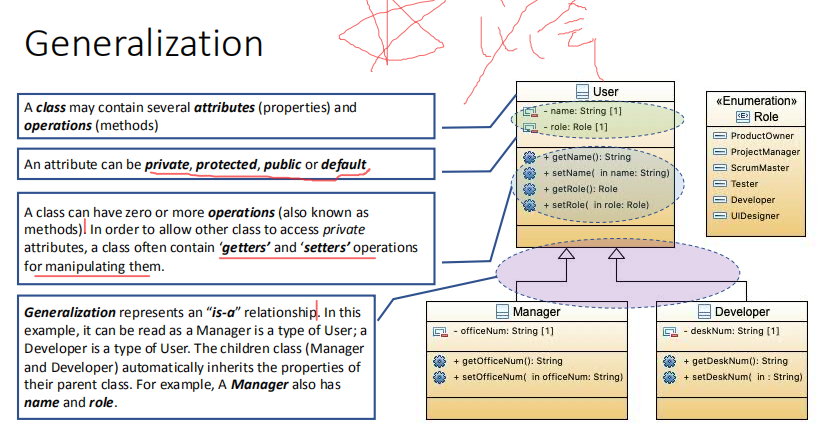 Generalization
A class may contain several attributes (properties) and
operations (methods)
An attribute can be private, protected, public or default
A class can have zero or more operations (also known as
methods). In order to allow other class to access private
attributes, a class often contain ‘getters’ and ‘setters’ operations
for manipulating them.
Generalization represents an “is-a” relationship. In this
example, it can be read as a Manager is a type of User; a
Developer is a type of User. The children class (Manager
and Developer) automatically inherits the properties of
their parent class. For example, A Manager also has
name and role.
User
- name: String [1]
- role: Role [1]
+ getName(): String
+ setName( in name: String)
+ getRole(): Role
+ setRole( in role: Role)
«Enumeration»
Role
ProductOwner
ProjectManager
ScrumMaster
Tester
Developer
UIDesigner
Manager
- officeNum: String [1]
+ getOfficeNum(): String
+ setOfficeNum( in officeNum: String)
Developer
- deskNum: String [1]
+ getDeskNum(): String
+ setDeskNum( in : String)